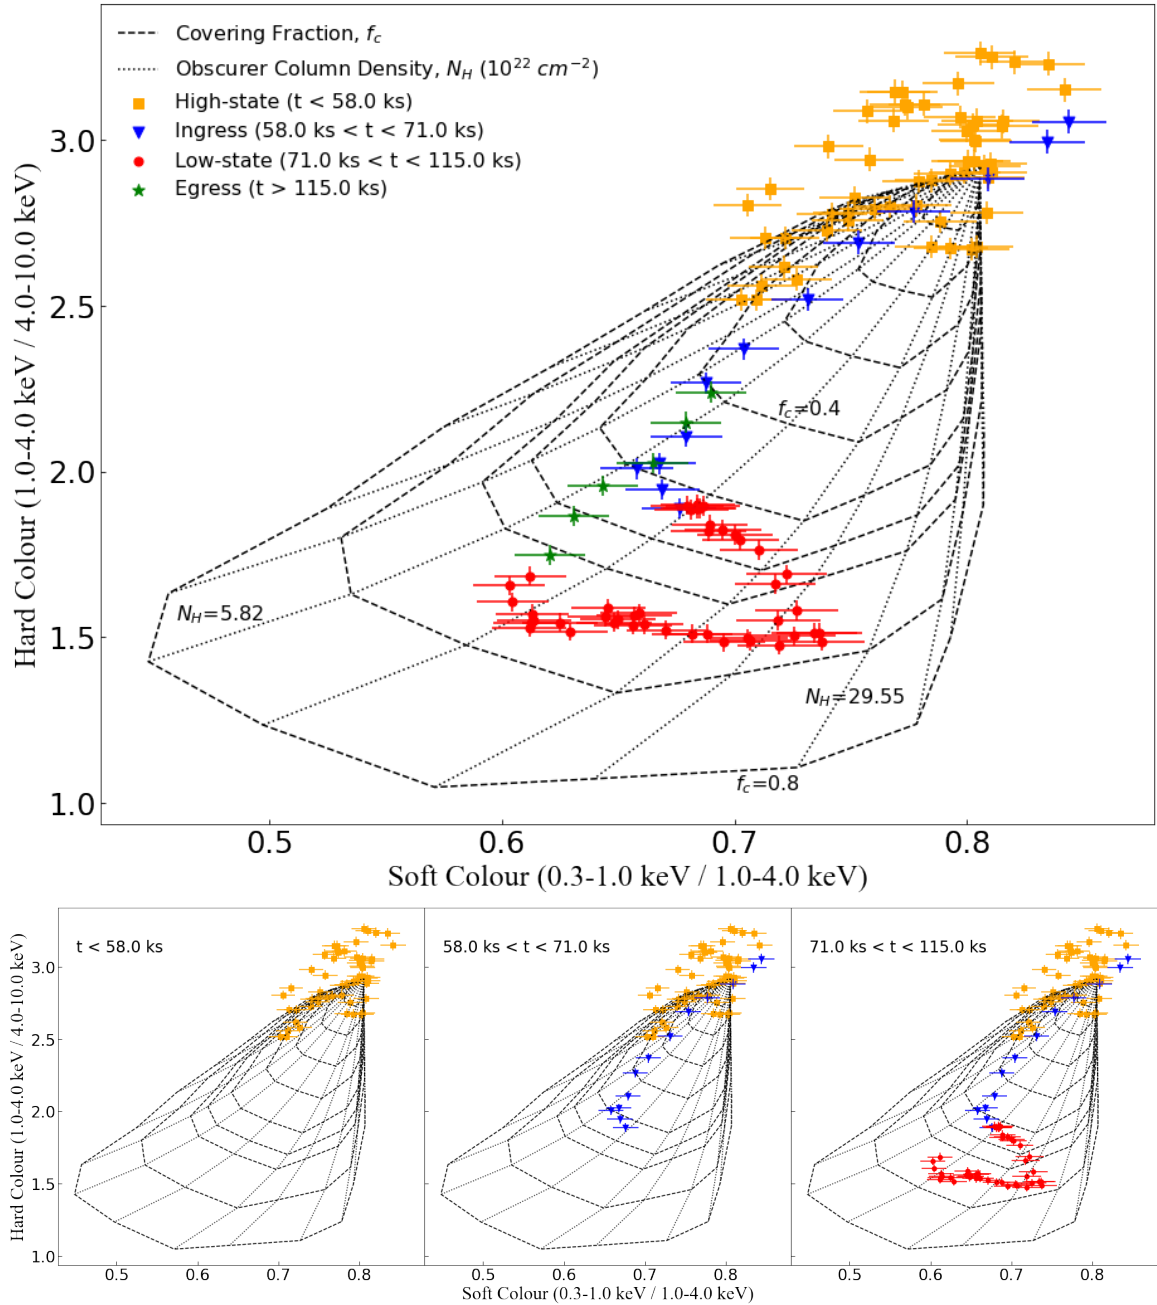 Covering Fraction, f_c
Obscurer Column Density, N_H (10^22 cm^−2)
High-state (t < 58.0 ks)
Ingress (58.0 ks < t < 71.0 ks)
Low-state (71.0 ks < t < 115.0 ks)
Egress (t > 115.0 ks)
Hard Colour (1.0-4.0 keV / 4.0-10.0 keV)
3.0
2.5
2.0
1.5
1.0
f_c=0.4
N_H=5.82
N_H=29.55
f_c=0.8
0.5 0.6 0.7 0.8
Soft Colour (0.3-1.0 keV / 1.0-4.0 keV)
t < 58.0 ks
58.0 ks < t < 71.0 ks
71.0 ks < t < 115.0 ks
Hard Colour (1.0-4.0 keV / 4.0-10.0 keV)
3.0
2.5
2.0
1.5
1.0
0.5 0.6 0.7 0.8 0.5 0.6 0.7 0.8 0.5 0.6 0.7 0.8
Soft Colour (0.3-1.0 keV / 1.0-4.0 keV)